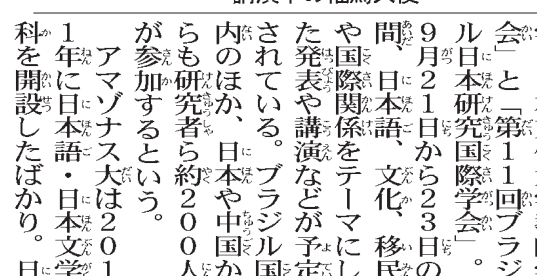 会」と「第11回ブラジ
ル日本研究国際学会」。
9月21日から23日の
間、日本語、文化、移民
や国際関係をテーマにし
た発表や講演などが予定
されている。ブラジル国
内のほか、日本や中国か
らも研究者ら約200人
が参加するという。
　アマゾナス大は201
1年に日本語・日本文学
科を開設したばかり。日